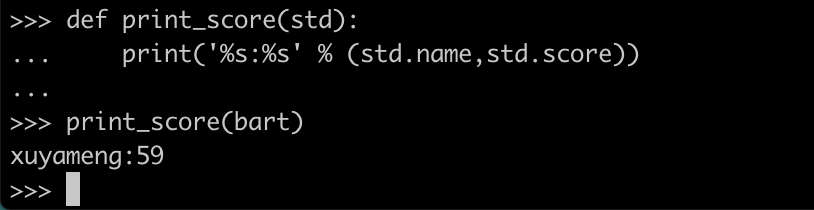 >>> def print_score(std):
...     print('%s:%s' % (std.name,std.score))
...
>>> print_score(bart)
xuyameng:59
>>>